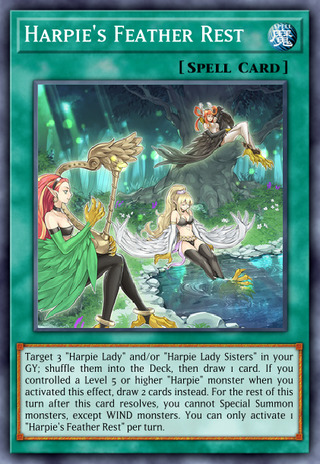 Harpie's Feather Rest
魔
[Spell Card]
Target 3 "Harpie Lady" and/or "Harpie Lady Sisters" in your
GY; shuffle them into the Deck, then draw 1 card. If you
controlled a Level 5 or higher "Harpie" monster when you
activated this effect, draw 2 cards instead. For the rest of this
turn after this card resolves, you cannot Special Summon
monsters, except WIND monsters. You can only activate 1
"Harpie's Feather Rest" per turn.